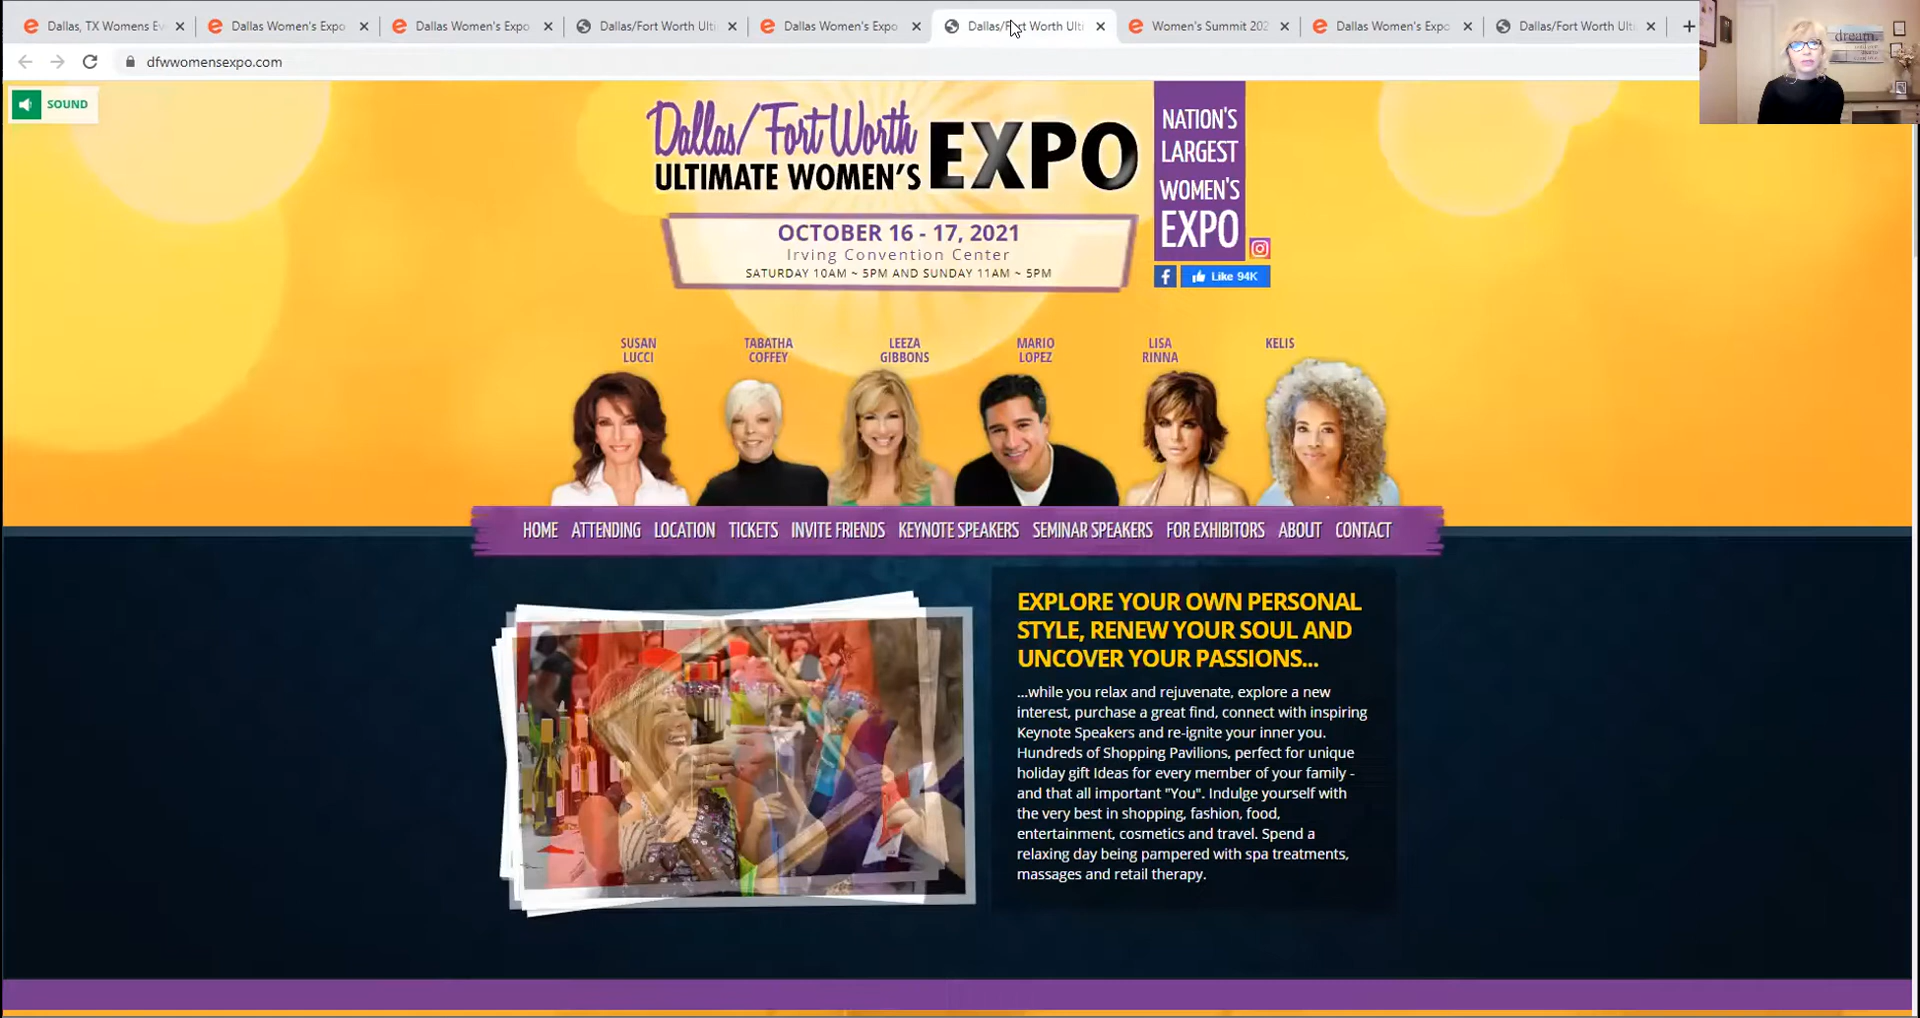 Dallas, TX Womens Ev
Dallas Women's Expo
Dallas Women's Expo
Dallas/Fort Worth Ulti
Dallas Women's Expo
Dallas/Fort Worth Ulti
Women's Summit 202
Dallas Women's Expo
Dallas/Fort Worth Ulti
dfwwomensexpo.com
dream.
SOUND
Dallas/Fort Worth
ULTIMATE WOMEN'S EXPO
NATION'S
LARGEST
WOMEN'S
EXPO
OCTOBER 16 - 17, 2021
Irving Convention Center
SATURDAY 10AM ~ 5PM AND SUNDAY 11AM ~ 5PM
Like 94K
SUSAN
LUCCI
TABATHA
COFFEY
LEEZA
GIBBONS
MARIO
LOPEZ
LISA
RINNA
KELIS
HOME ATTENDING LOCATION TICKETS INVITE FRIENDS KEYNOTE SPEAKERS SEMINAR SPEAKERS FOR EXHIBITORS ABOUT CONTACT
EXPLORE YOUR OWN PERSONAL
STYLE, RENEW YOUR SOUL AND
UNCOVER YOUR PASSIONS...
...while you relax and rejuvenate, explore a new
interest, purchase a great find, connect with inspiring
Keynote Speakers and re-ignite your inner you.
Hundreds of Shopping Pavilions, perfect for unique
holiday gift Ideas for every member of your family -
and that all important "You". Indulge yourself with
the very best in shopping, fashion, food,
entertainment, cosmetics and travel. Spend a
relaxing day being pampered with spa treatments,
massages and retail therapy.